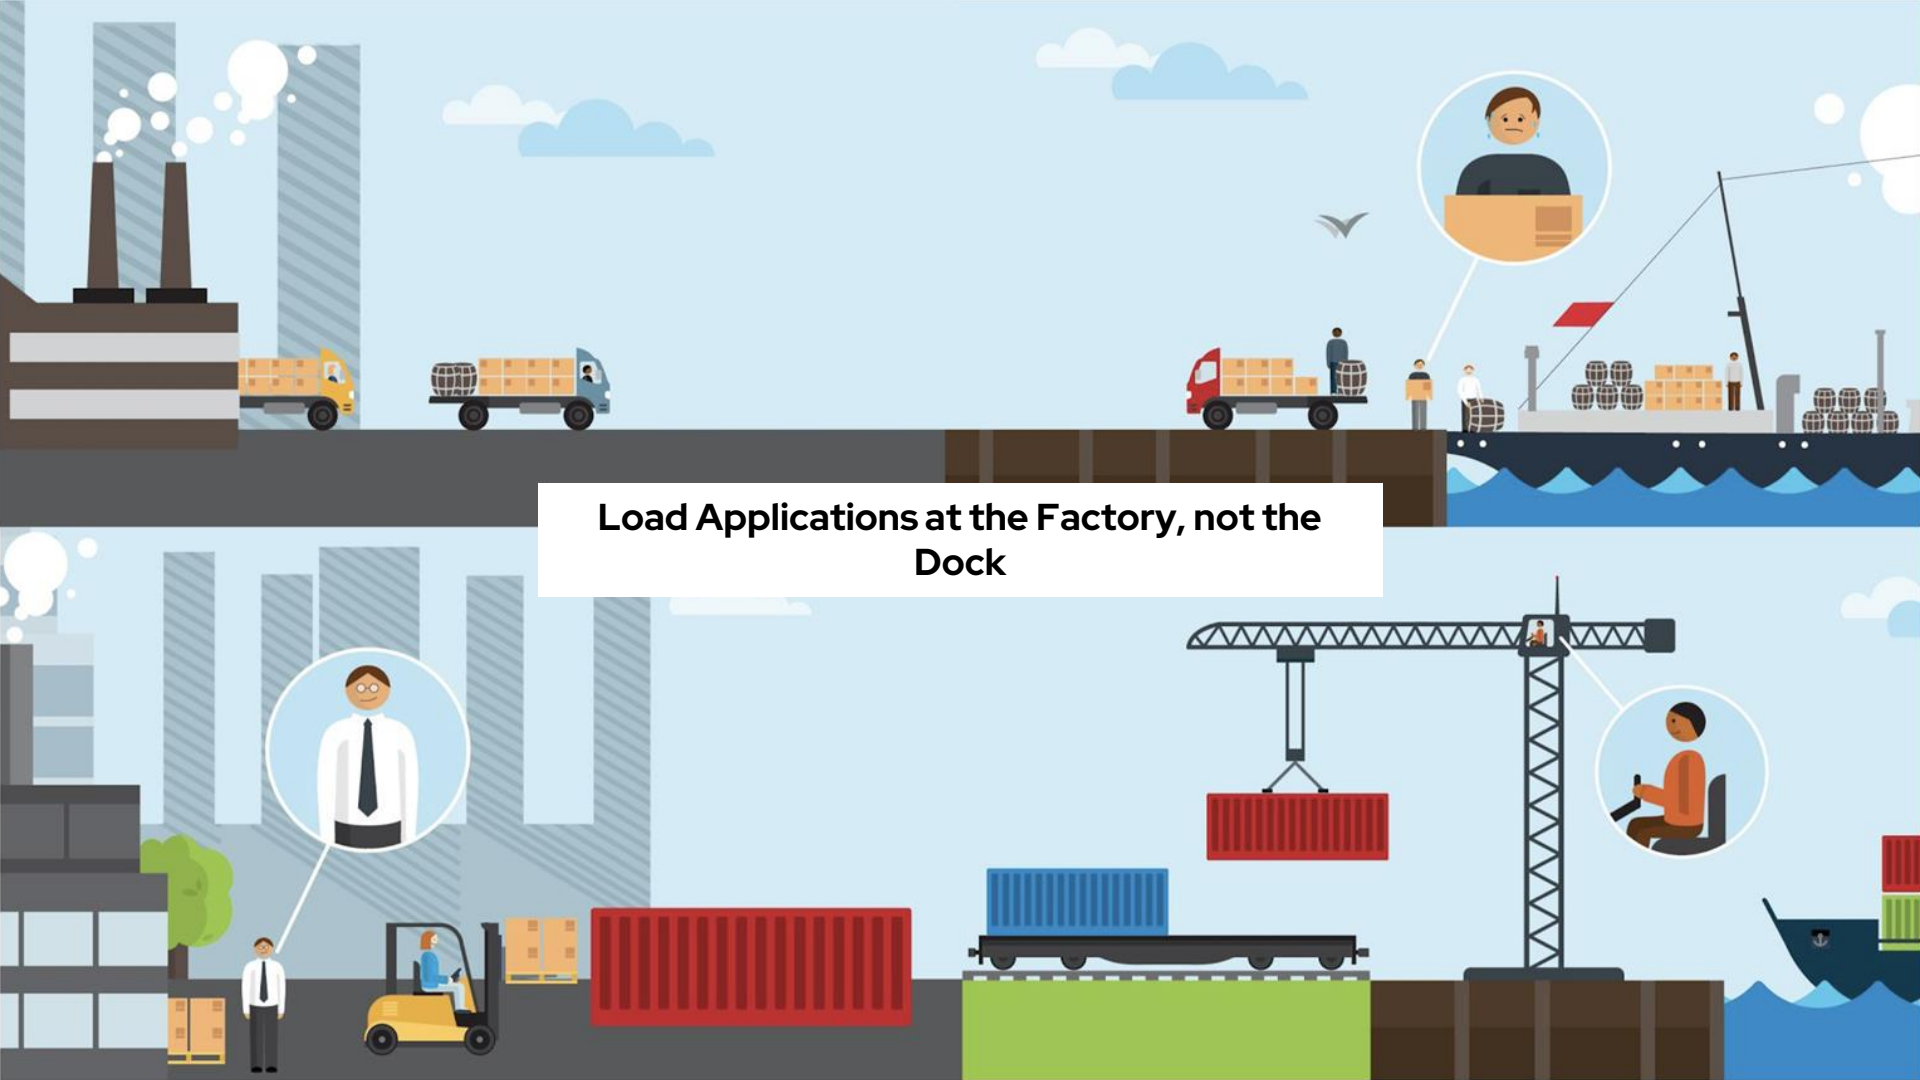 Load Applications at the Factory, not the
Dock